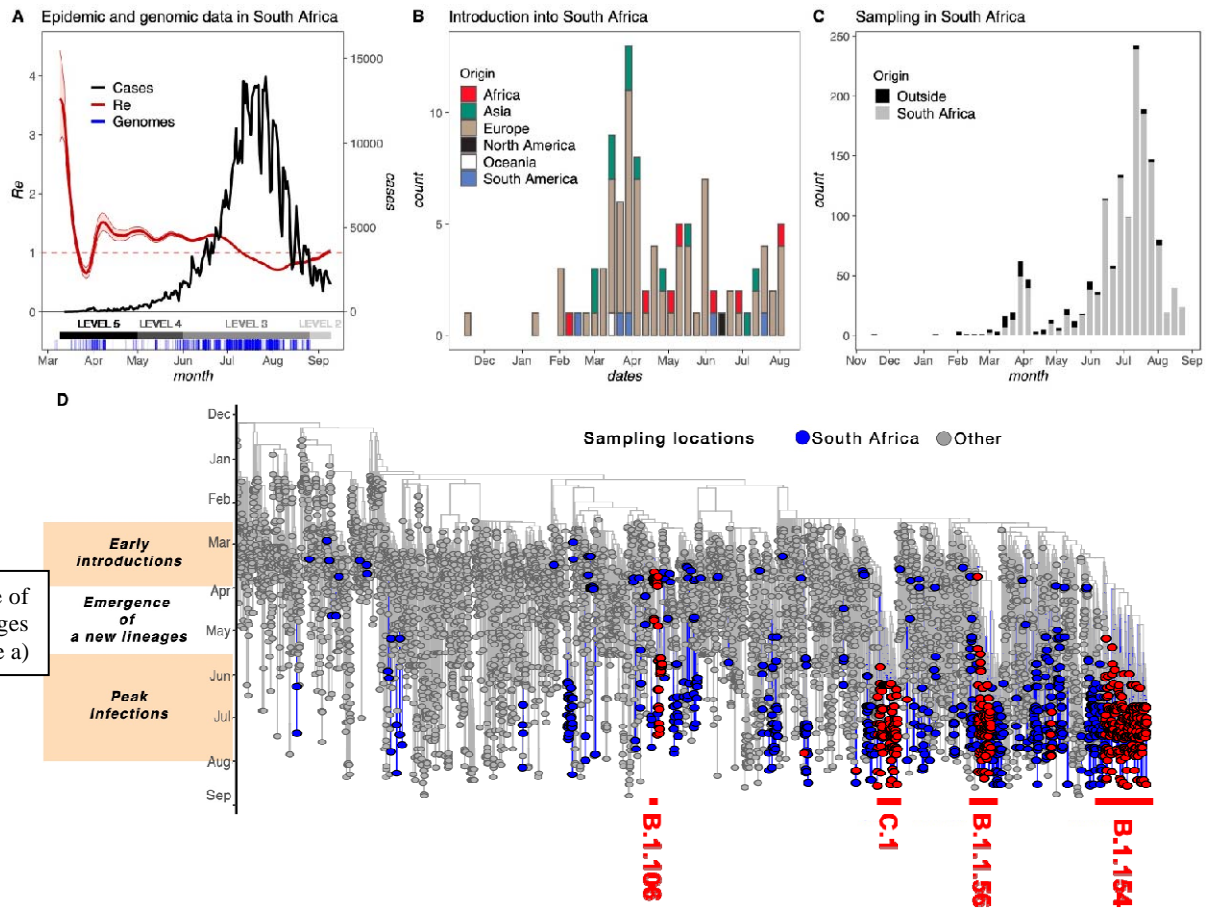 A Epidemic and genomic data in South Africa
Cases
Re
Genomes
4
3
2
1
0
Re
15000
10000
5000
0
cases
LEVEL 5 LEVEL 4 LEVEL 3 LEVEL 2
Mar Apr May Jun Jul Aug Sep
month
B Introduction into South Africa
Origin
Africa
Asia
Europe
North America
Oceania
South America
10
5
0
count
Dec Jan Feb Mar Apr May Jun Jul Aug
dates
C Sampling in South Africa
Origin
Outside
South Africa
250
200
150
100
50
0
count
Nov Dec Jan Feb Mar Apr May Jun Jul Aug Sep
month
D
Sampling locations South Africa Other
Dec
Jan
Feb
Mar
Apr
May
Jun
Jul
Aug
Sep
Early
introductions
Emergence
of
a new lineages
Peak
Infections
e of
ges
e a)
B.1.106
C.1
B.1.1.56
B.1.154